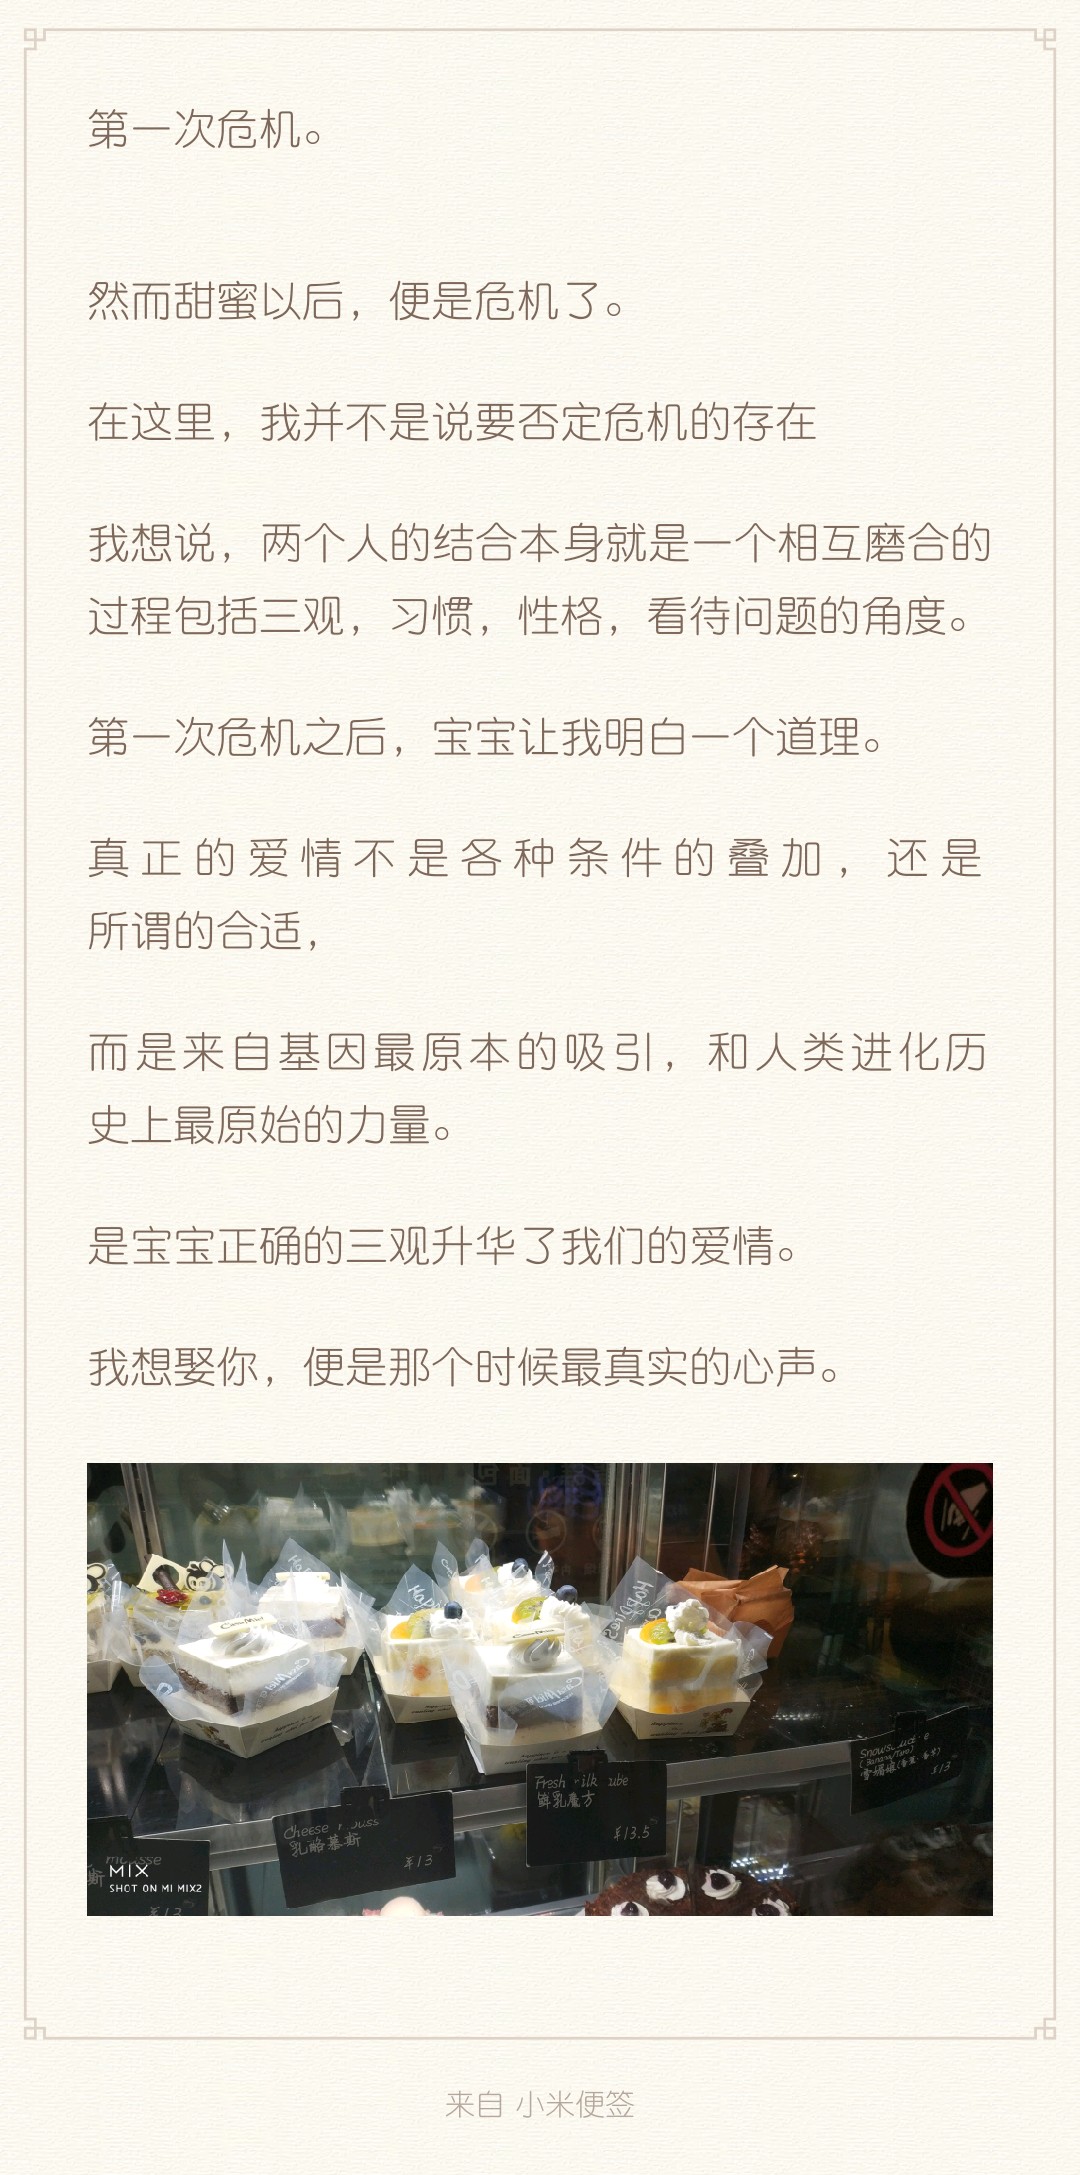 第一次危机。
然而甜蜜以后，便是危机了。
在这里，我并不是说要否定危机的存在
我想说，两个人的结合本身就是一个相互磨合的
过程包括三观，习惯，性格，看待问题的角度。
第一次危机之后，宝宝让我明白一个道理。
真正的爱情不是各种条件的叠加，还是
所谓的合适，
而是来自基因最原本的吸引，和人类进化历
史上最原始的力量。
是宝宝正确的三观升华了我们的爱情。
我想娶你，便是那个时候最真实的心声。
Fresh
鲜乳魔方
¥13.5
Cheese
乳酪慕斯
¥13
(Banana/Taro)
¥13
斯
¥13
MIX
SHOT ON MI MIX2
来自 小米便签